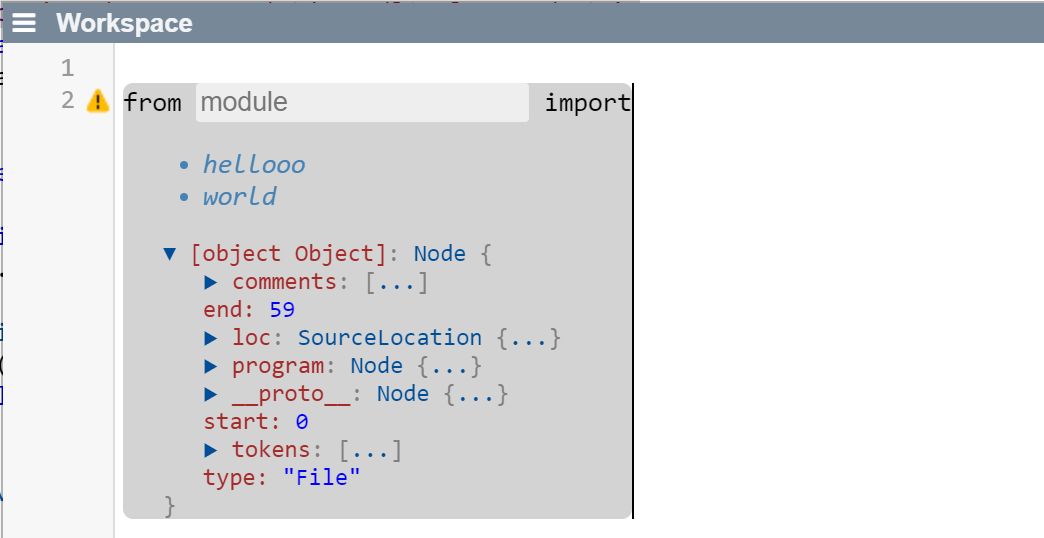 Workspace
1
2
from module import
• hellooo
• world
▼ [object Object]: Node {
▶ comments: [...]
end: 59
▶ loc: SourceLocation {...}
▶ program: Node {...}
▶ __proto__: Node {...}
start: 0
▶ tokens: [...]
type: "File"
}